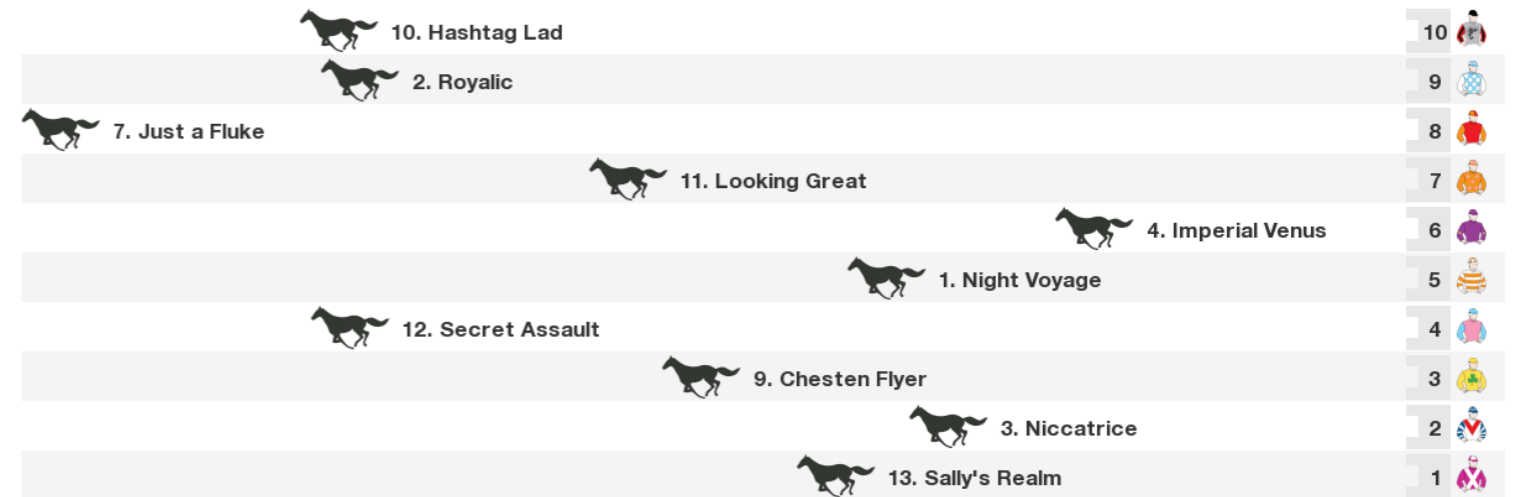 10. Hashtag Lad 10
2. Royalic 9
7. Just a Fluke 8
11. Looking Great 7
4. Imperial Venus 6
1. Night Voyage 5
12. Secret Assault 4
9. Chesten Flyer 3
3. Niccatrice 2
13. Sally's Realm 1